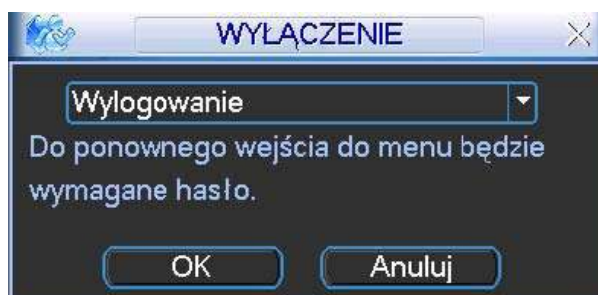 WYŁĄCZENIE
Wylogowanie
Do ponownego wejścia do menu będzie
wymagane hasło.
OK
Anuluj